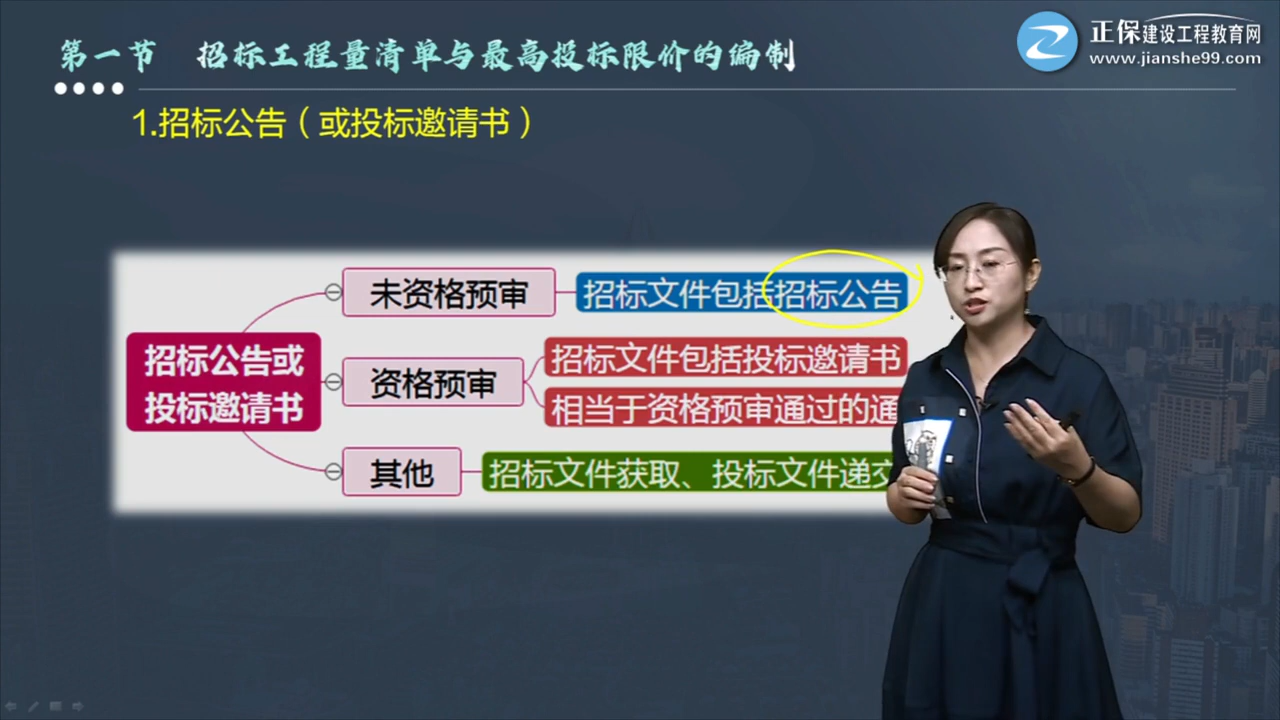 第一节 招标工程量清单与最高投标限价的编制
正保建设工程教育网
www.jianshe99.com
1.招标公告（或投标邀请书）
未资格预审
招标文件包括招标公告
招标公告或
投标邀请书
资格预审
招标文件包括投标邀请书
相当于资格预审通过的通
其他
招标文件获取、投标文件递交